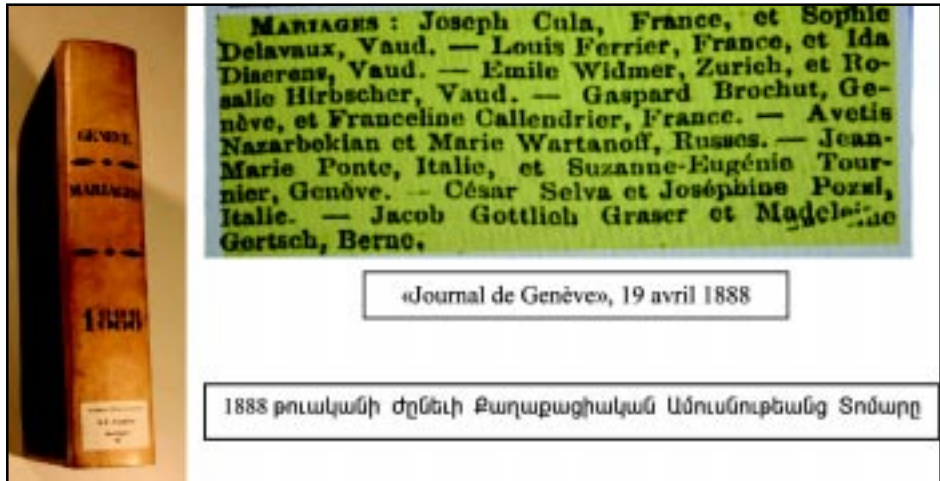 GENEVE
MARIAGES
1888
MARIAGES : Joseph Cula, France, et Sophie
Delavaux, Vaud. — Louis Ferrier, France, et Ida
Diserens, Vaud. — Emile Widmer, Zurich, et Ro-
salie Hirbscher, Vaud. — Gaspard Brochut, Ge-
nève, et Franceline Callendrier, France. — Avetis
Nazarbekian et Marie Wartanoff, Russes. — Jean-
Marie Ponte, Italie, et Suzanne-Eugénie Tour-
nier, Genève. — César Selva et Joséphine Pozzi,
Italie. — Jacob Gottlieb Graser et Madeleine
Gertsch, Berne.
«Journal de Genève», 19 avril 1888
1888 թուականի Ժընեւի Քաղաքացիական Ամուսնութեանց Տոմարը